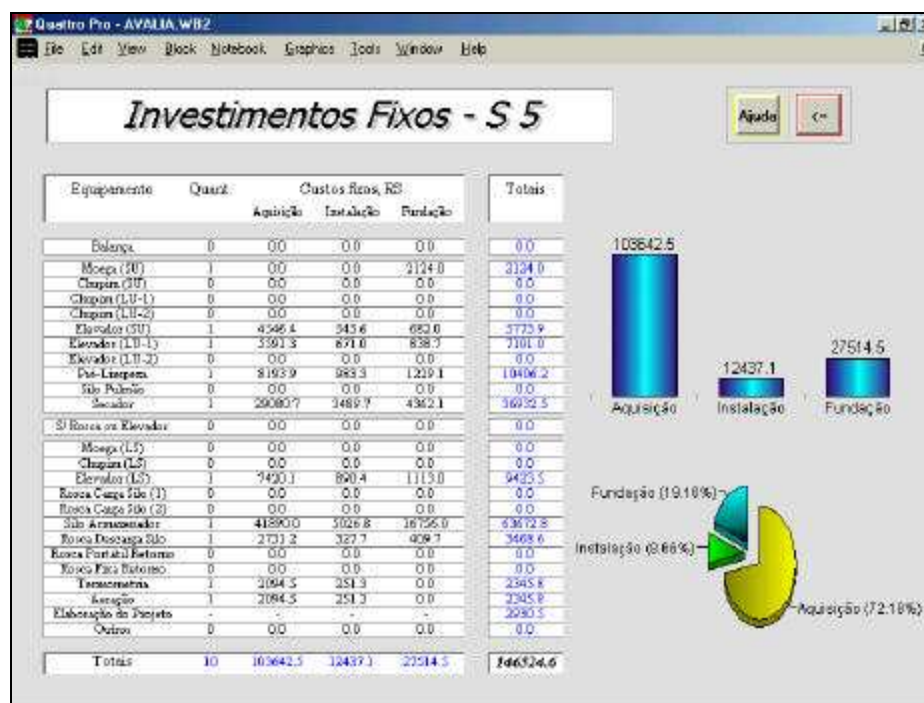 Quattro Pro - AVALIA.WB2
File Edit View Block Notebook Graphics Tools Window Help
Investimentos Fixos - S 5
Ajuda <-
Equipamento Quant. Custos fixos, R$ Totais
Aquisição Instalação Fundação
Balança 0 0.0 0.0 0.0 0.0
Moega (SU) 1 0.0 0.0 2124.0 2124.0
Chupim (SU) 0 0.0 0.0 0.0 0.0
Chupim (LU-1) 0 0.0 0.0 0.0 0.0
Chupim (LU-2) 0 0.0 0.0 0.0 0.0
Elevador (SU) 1 4546.4 545.6 682.0 5773.9
Elevador (LU-1) 1 5591.3 671.0 838.7 7101.0
Elevador (LU-2) 0 0.0 0.0 0.0 0.0
Pré-Limpeza 1 8193.9 983.3 1229.1 10406.2
Silo Pulmão 0 0.0 0.0 0.0 0.0
Secador 1 29080.7 3489.7 4362.1 36932.5
S/ Rosca ou Elevador 0 0.0 0.0 0.0 0.0
Moega (LS) 0 0.0 0.0 0.0 0.0
Chupim (LS) 0 0.0 0.0 0.0 0.0
Elevador (LS) 1 7420.1 890.4 1113.0 9423.5
Rosca Carga Silo (1) 0 0.0 0.0 0.0 0.0
Rosca Carga Silo (2) 0 0.0 0.0 0.0 0.0
Silo Armazenador 1 41890.0 5026.8 16756.0 63672.8
Rosca Descarga Silo 1 2731.2 327.7 409.7 3468.6
Rosca Portátil Retorno 0 0.0 0.0 0.0 0.0
Rosca Fixa Retorno 0 0.0 0.0 0.0 0.0
Termometria 1 2094.5 251.3 0.0 2345.8
Aeração 1 2094.5 251.3 0.0 2345.8
Elaboração do Projeto - - - 2930.5
Outros 0 0.0 0.0 0.0 0.0
Totais 10 103642.5 12437.1 27514.5 146524.6
103642.5
12437.1
27514.5
Aquisição Instalação Fundação
Fundação (19.16%)
Instalação (8.66%)
Aquisição (72.18%)